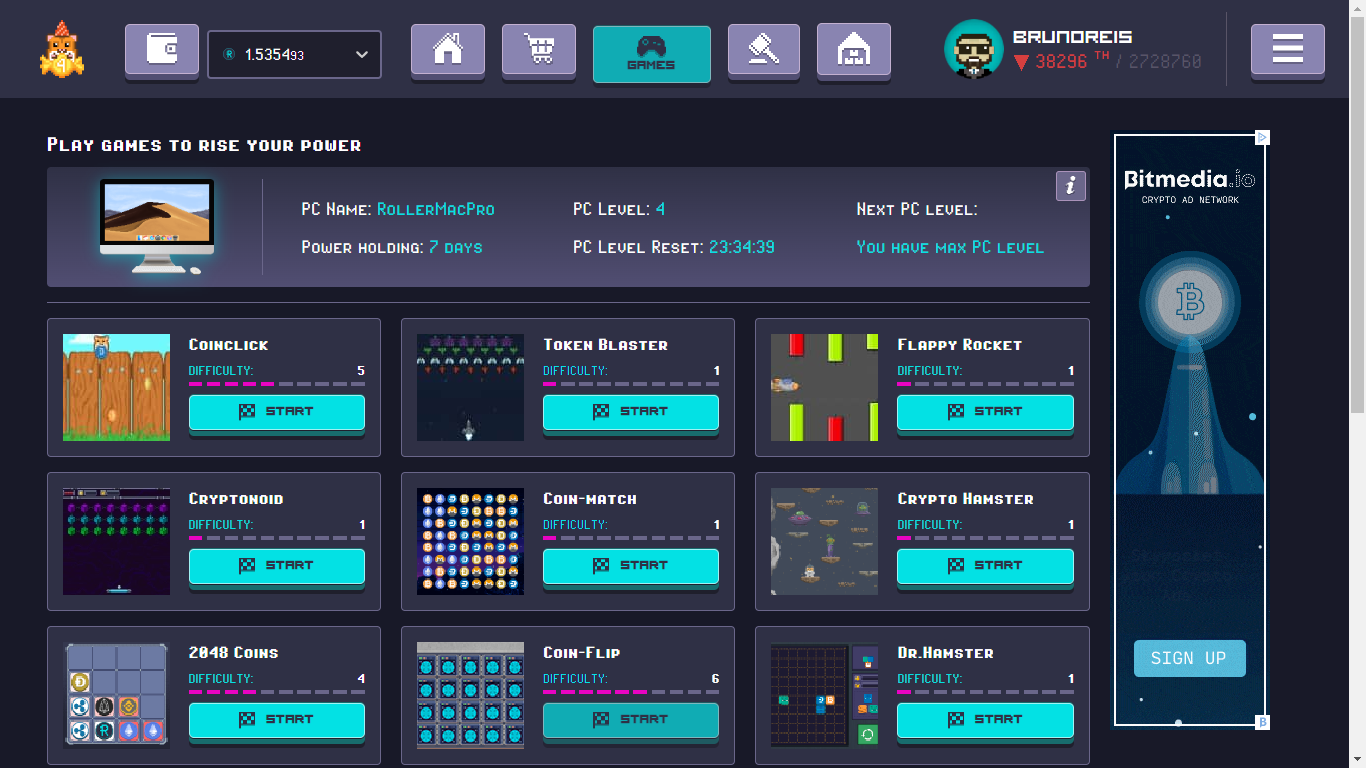 1.535493
GAMES
BRUNOREIS
38296 TH / 2728760
Play games to rise your power
PC Name: RollerMacPro
PC Level: 4
Next PC level:
Power holding: 7 days
PC Level Reset: 23:34:39
You have max PC level
Coinclick
DIFFICULTY: 5
START
Token Blaster
DIFFICULTY: 1
START
Flappy Rocket
DIFFICULTY: 1
START
Cryptonoid
DIFFICULTY: 1
START
Coin-match
DIFFICULTY: 1
START
Crypto Hamster
DIFFICULTY: 1
START
2048 Coins
DIFFICULTY: 4
START
Coin-Flip
DIFFICULTY: 6
START
Dr.Hamster
DIFFICULTY: 1
START
Bitmedia.io
CRYPTO AD NETWORK
SIGN UP